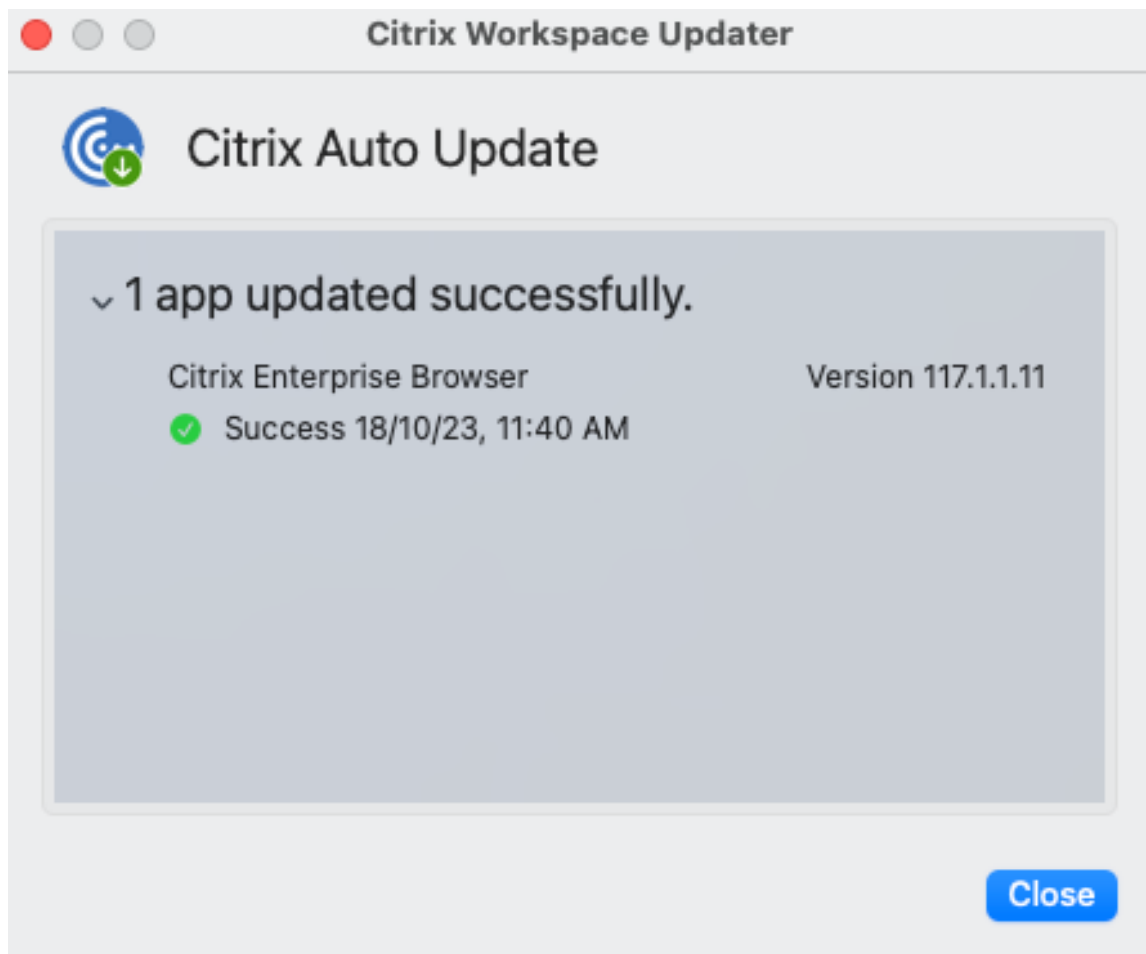 Citrix Workspace Updater
Citrix Auto Update
1 app updated successfully.
Citrix Enterprise Browser Version 117.1.1.11
Success 18/10/23, 11:40 AM
Close